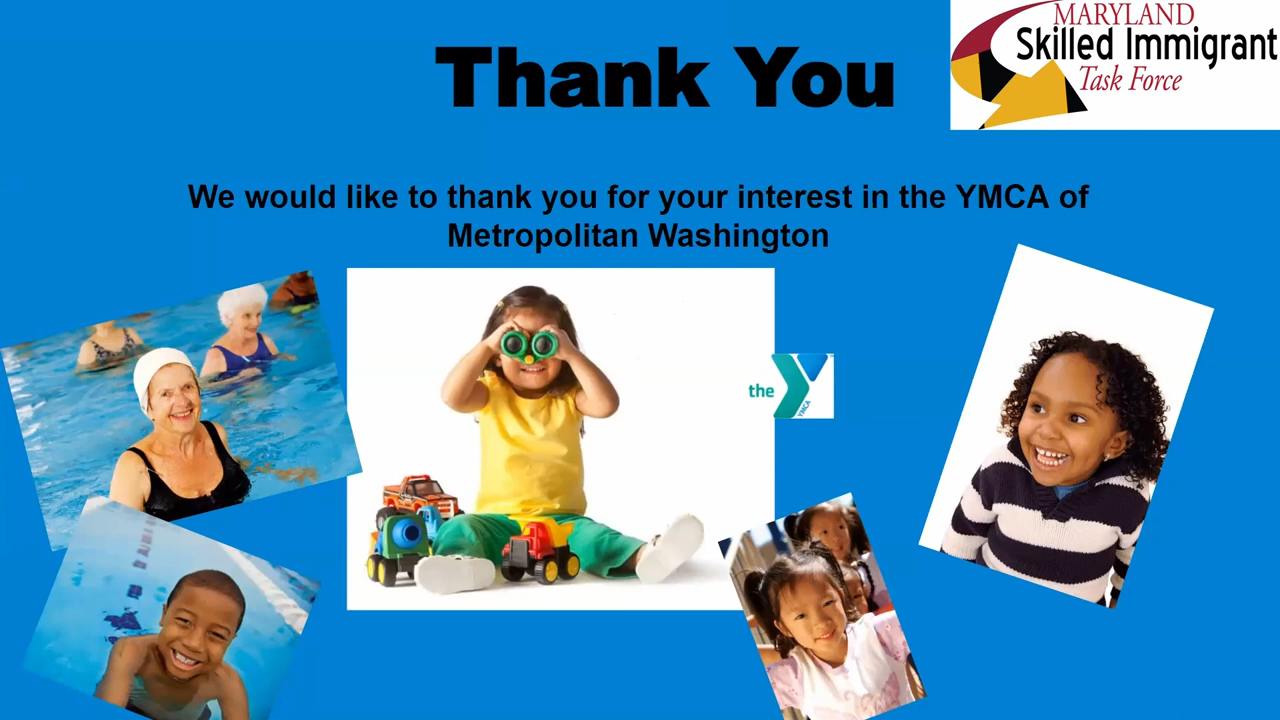 Thank You
MARYLAND
Skilled Immigrant
Task Force
We would like to thank you for your interest in the YMCA of
Metropolitan Washington
the
YMCA